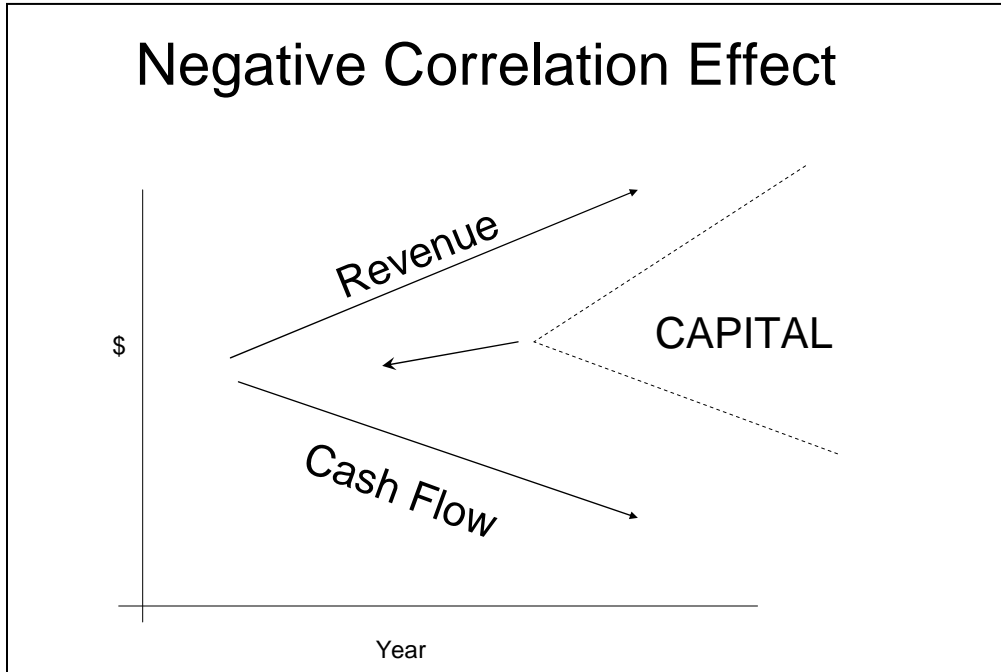 Negative Correlation Effect
Revenue
$
CAPITAL
Cash Flow
Year